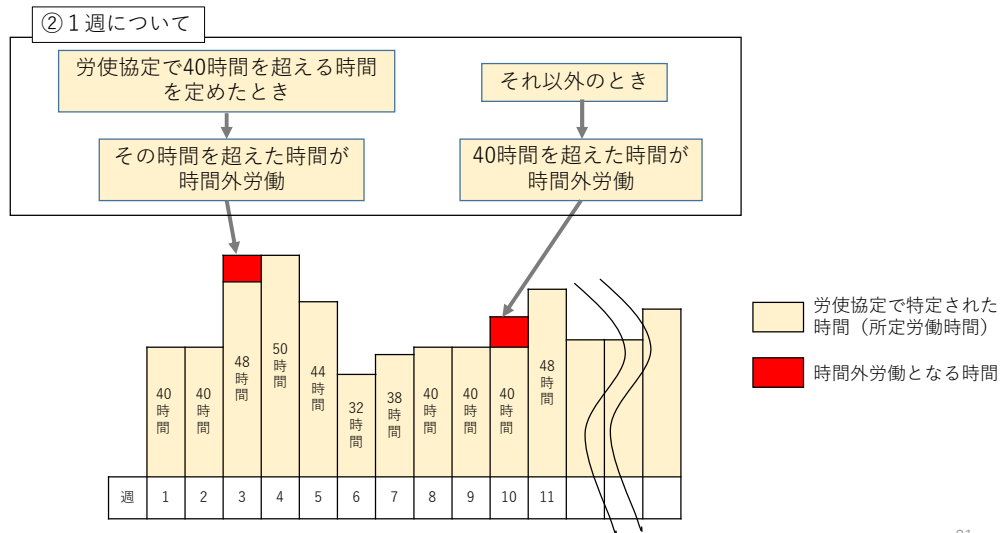 ② 1 週について
労使協定で40時間を超える時間
を定めたとき
それ以外のとき
その時間を超えた時間が
時間外労働
40時間を超えた時間が
時間外労働
40
時
間
40
時
間
48
時
間
50
時
間
44
時
間
32
時
間
38
時
間
40
時
間
40
時
間
40
時
間
48
時
間
労使協定で特定された
時間（所定労働時間）
時間外労働となる時間
週 1 2 3 4 5 6 7 8 9 10 11